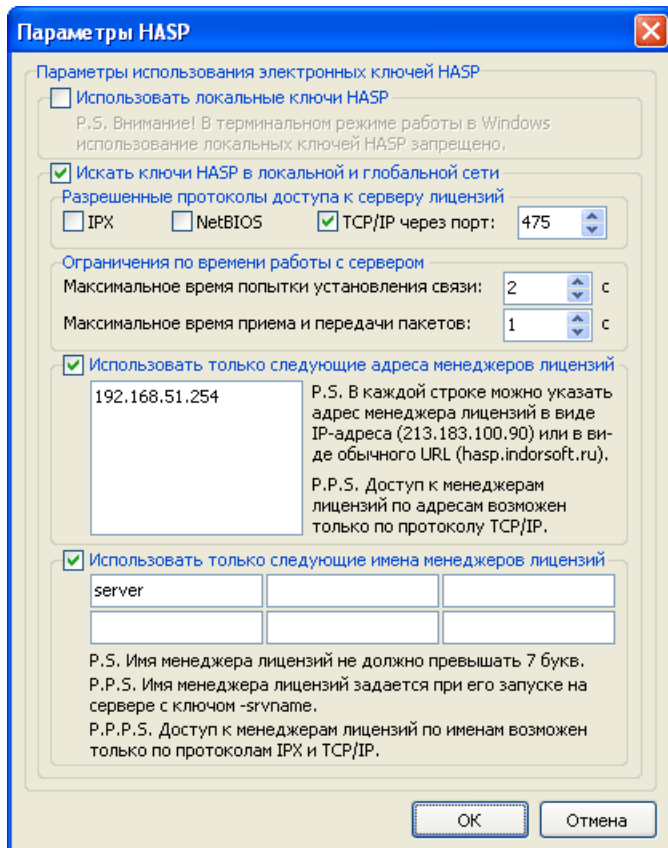 Параметры HASP
Параметры использования электронных ключей HASP
Использовать локальные ключи HASP
P.S. Внимание! В терминальном режиме работы в Windows
использование локальных ключей HASP запрещено.
Искать ключи HASP в локальной и глобальной сети
Разрешенные протоколы доступа к серверу лицензий
IPX NetBIOS TCP/IP через порт: 475
Ограничения по времени работы с сервером
Максимальное время попытки установления связи: 2 с
Максимальное время приема и передачи пакетов: 1 с
Использовать только следующие адреса менеджеров лицензий
192.168.51.254
P.S. В каждой строке можно указать
адрес менеджера лицензий в виде
IP-адреса (213.183.100.90) или в ви-
де обычного URL (hasp.indorsoft.ru).
P.P.S. Доступ к менеджерам
лицензий по адресам возможен
только по протоколу TCP/IP.
Использовать только следующие имена менеджеров лицензий
server
P.S. Имя менеджера лицензий не должно превышать 7 букв.
P.P.S. Имя менеджера лицензий задается при его запуске на
сервере с ключом -srvname.
P.P.P.S. Доступ к менеджерам лицензий по именам возможен
только по протоколам IPX и TCP/IP.
ОК Отмена